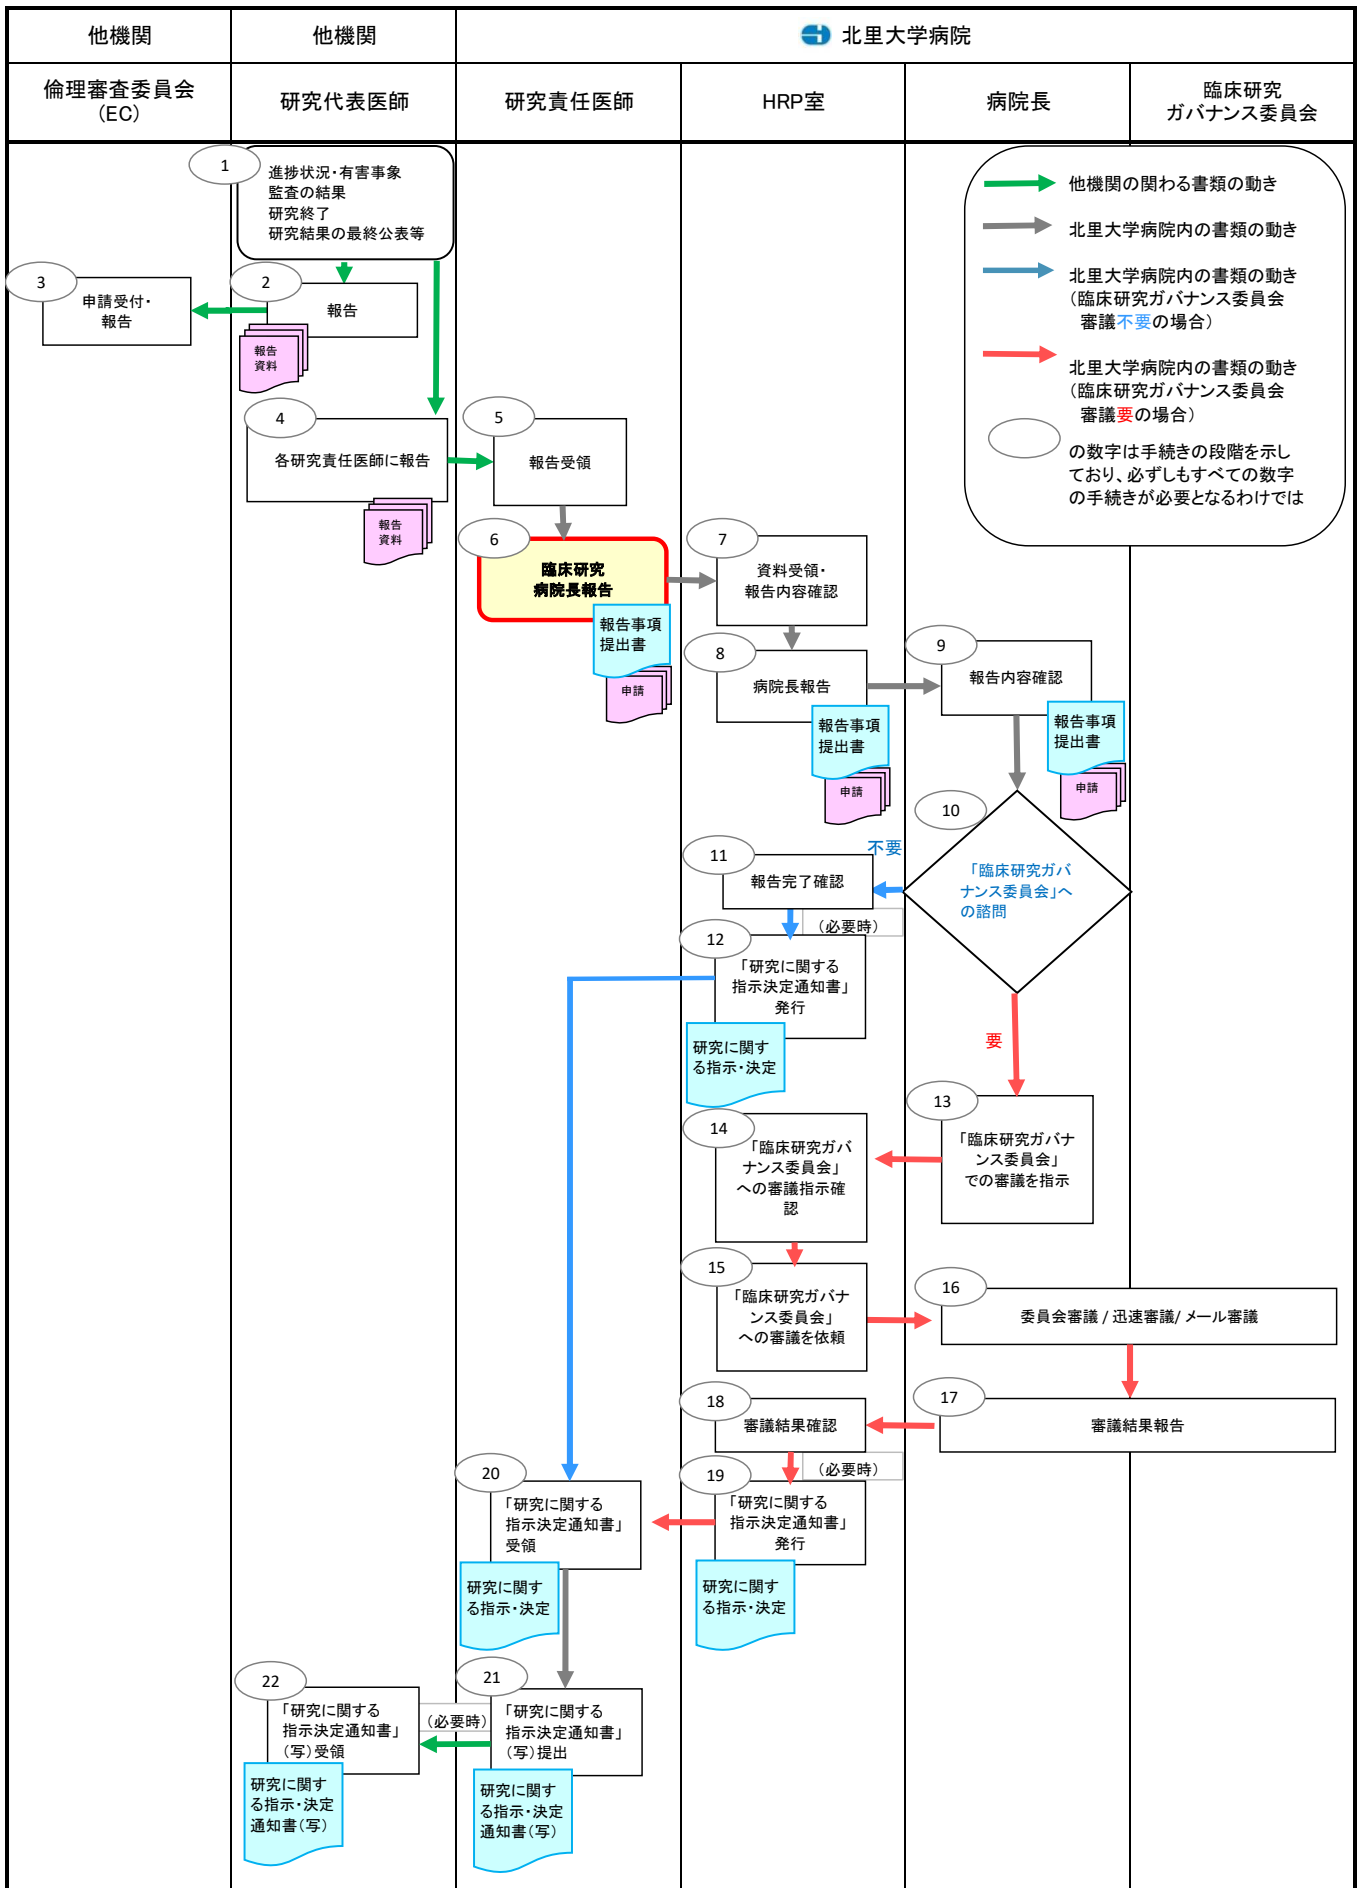 他機関
他機関
北里大学病院
倫理審査委員会
(EC)
研究代表医師
研究責任医師
HRP室
病院長
臨床研究
ガバナンス委員会
1
進捗状況・有害事象
監査の結果
研究終了
研究結果の最終公表等
他機関の関わる書類の動き
北里大学病院内の書類の動き
北里大学病院内の書類の動き
（臨床研究ガバナンス委員会
審議不要の場合）
北里大学病院内の書類の動き
（臨床研究ガバナンス委員会
審議要の場合）
の数字は手続きの段階を示し
ており、必ずしもすべての数字
の手続きが必要となるわけでは
3
申請受付・
報告
2
報告
報告
資料
4
各研究責任医師に報告
報告
資料
5
報告受領
6
臨床研究
病院長報告
報告事項
提出書
申請
7
資料受領・
報告内容確認
8
病院長報告
報告事項
提出書
申請
9
報告内容確認
報告事項
提出書
申請
10
「臨床研究ガバ
ナンス委員会」へ
の諮問
不要
11
報告完了確認
（必要時）
12
「研究に関する
指示決定通知書」
発行
研究に関す
る指示・決定
要
13
「臨床研究ガバナ
ンス委員会」
での審議を指示
14
「臨床研究ガバ
ナンス委員会」
への審議指示確
認
15
「臨床研究ガバナ
ンス委員会」
への審議を依頼
16
委員会審議 / 迅速審議/ メール審議
17
審議結果報告
18
審議結果確認
（必要時）
19
「研究に関する
指示決定通知書」
発行
研究に関す
る指示・決定
20
「研究に関する
指示決定通知書」
受領
研究に関す
る指示・決定
21
「研究に関する
指示決定通知書」
（写）提出
研究に関す
る指示・決定
通知書（写）
（必要時）
22
「研究に関する
指示決定通知書」
（写）受領
研究に関す
る指示・決定
通知書（写）